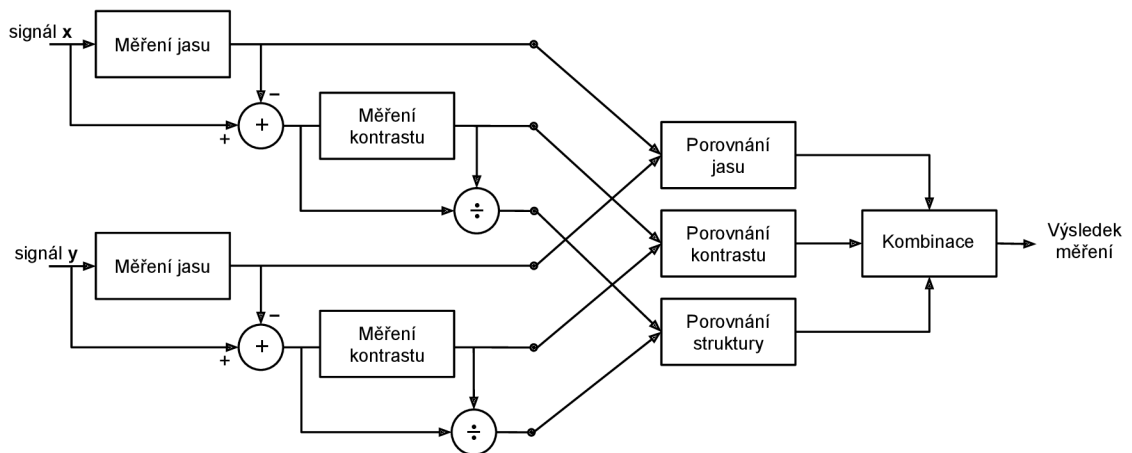 signál x
Měření jasu
−
+
+
Měření
kontrastu
÷
signál y
Měření jasu
−
+
+
Měření
kontrastu
÷
Porovnání
jasu
Porovnání
kontrastu
Porovnání
struktury
Kombinace
Výsledek
měření